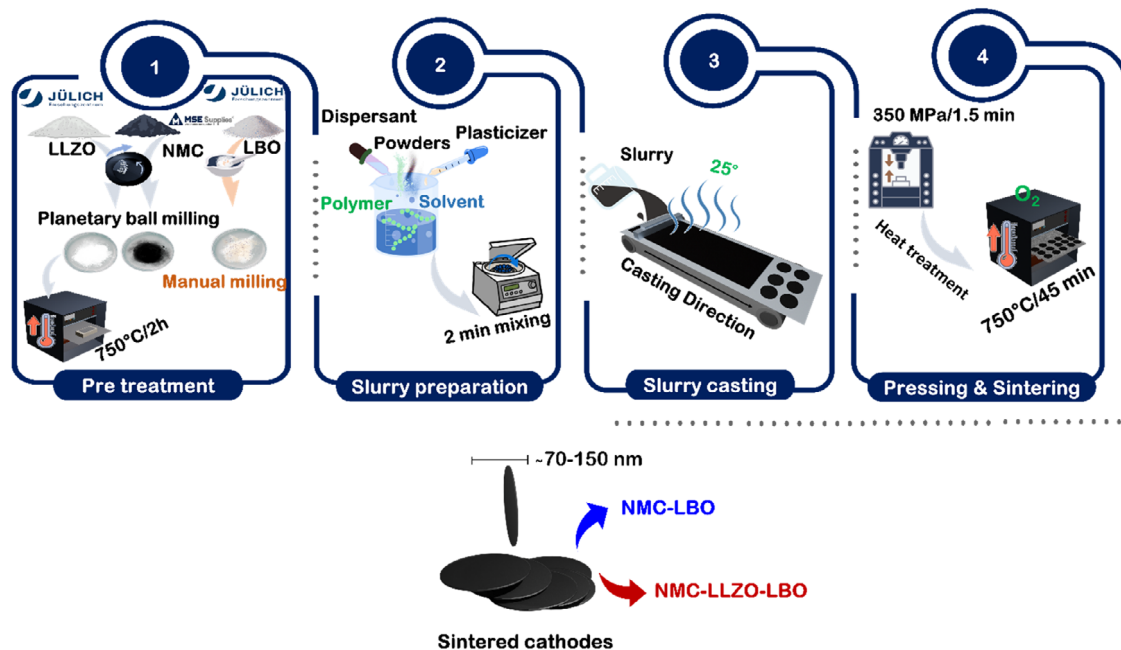 1
JÜLICH
Forschungszentrum
JÜLICH
Forschungszentrum
MSE Supplies
LLZO
NMC
LBO
Planetary ball milling
Manual milling
750°C/2h
Pre treatment
2
Dispersant
Powders
Plasticizer
Polymer
Solvent
2 min mixing
Slurry preparation
3
Slurry
25°
Casting Direction
Slurry casting
4
350 MPa/1.5 min
O2
Heat treatment
750°C/45 min
Pressing & Sintering
~70-150 nm
NMC-LBO
NMC-LLZO-LBO
Sintered cathodes